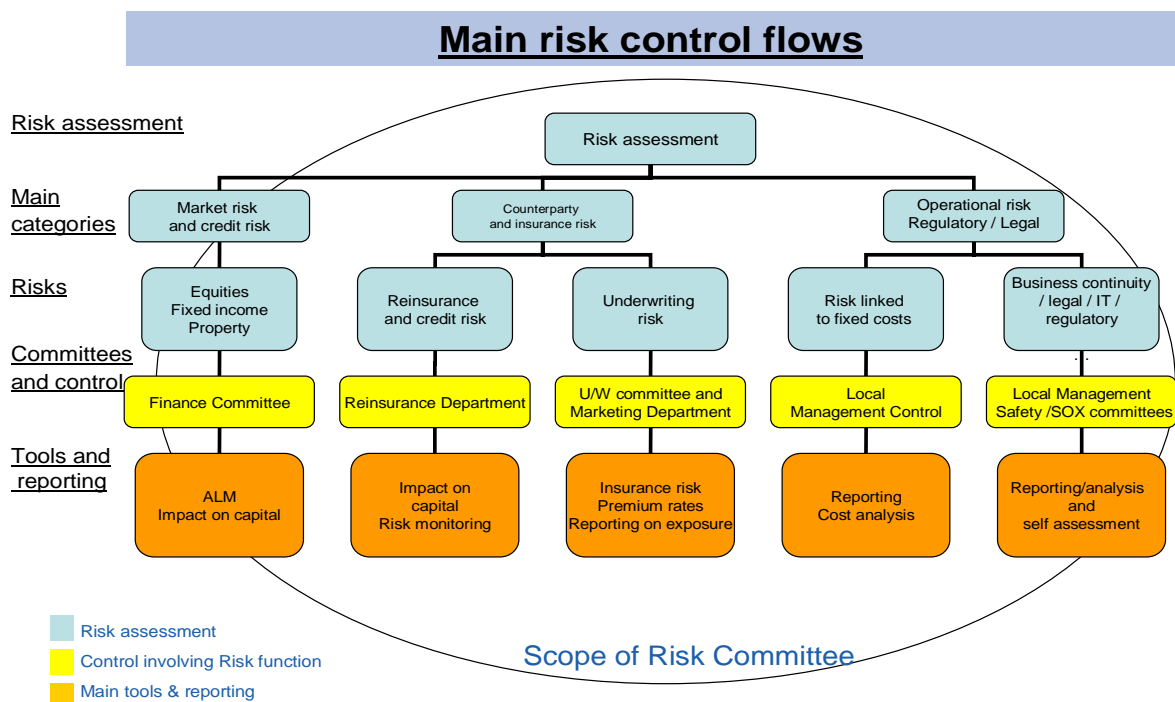 Main risk control flows
Risk assessment
Risk assessment
Main
categories
Market risk
and credit risk
Counterparty
and insurance risk
Operational risk
Regulatory / Legal
Risks
Equities
Fixed income
Property
Reinsurance
and credit risk
Underwriting
risk
Risk linked
to fixed costs
Business continuity
/ legal / IT /
regulatory
...
Committees
and control
Finance Committee
Reinsurance Department
U/W committee and
Marketing Department
Local
Management Control
Local Management
Safety /SOX committees
Tools and
reporting
ALM
Impact on capital
Impact on
capital
Risk monitoring
Insurance risk
Premium rates
Reporting on exposure
Reporting
Cost analysis
Reporting/analysis
and
self assessment
Risk assessment
Control involving Risk function
Main tools & reporting
Scope of Risk Committee